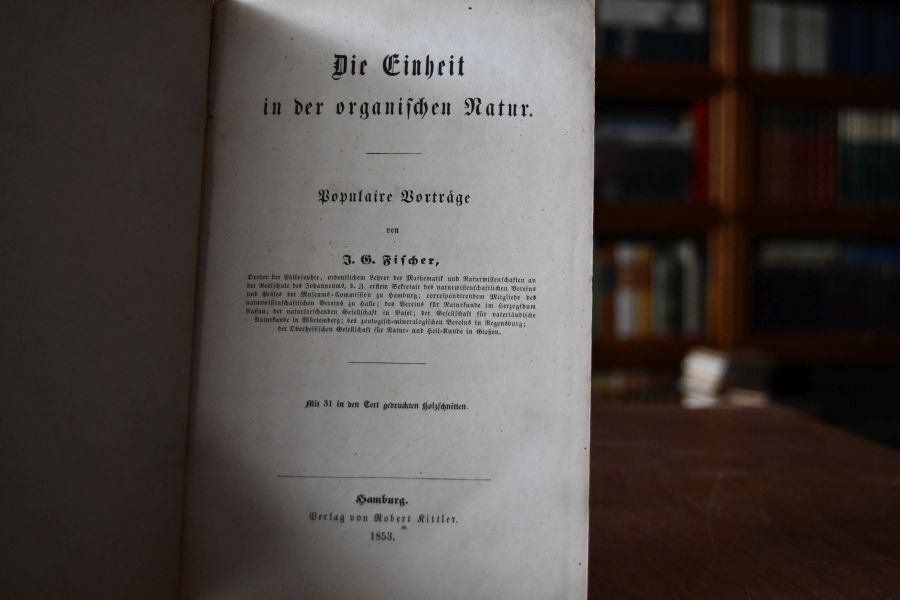 Die Einheit
in der organischen Natur.
Populaire Vorträge
von
J. G. Fischer,
Doctor der Philosophie, ordentlichem Lehrer der Mathematik und Naturwissenschaften an
der Realschule des Johanneums, d. Z. erstem Sekretair des naturwissenschaftlichen Vereins
und Präses der Museums-Commission zu Hamburg; correspondirendem Mitgliede des
naturwissenschaftlichen Vereins zu Halle; des Vereins für Naturkunde im Herzogthum
Nassau; der naturforschenden Gesellschaft in Basel; der Gesellschaft für vaterländische
Naturkunde in Würtemberg; des zoologisch-mineralogischen Vereins in Regensburg;
der Oberhessischen Gesellschaft für Natur- und Heil-Kunde in Gießen.
Mit 31 in den Text gedruckten Holzschnitten.
Hamburg.
Verlag von Robert Kittler.
1853.